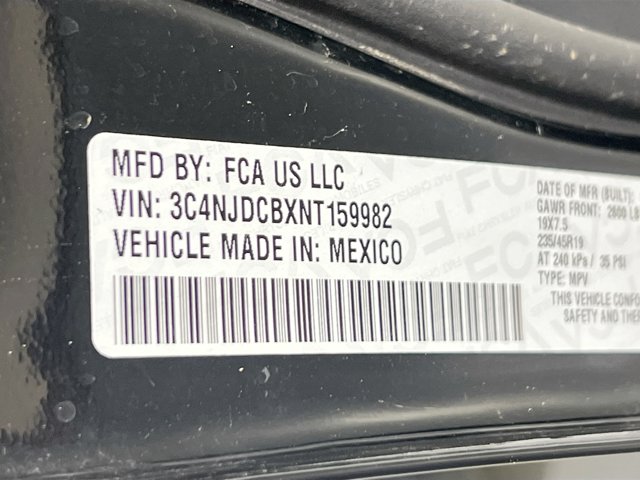 MFD BY: FCA US LLC
VIN: 3C4NJDCBXNT159982
VEHICLE MADE IN: MEXICO
DATE OF MFR (BUILT):
GAWR FRONT: 2800 LB
19X7.5
235/45R19
AT 240 kPa / 35 PSI
TYPE: MPV
THIS VEHICLE CONFOR
SAFETY AND THE